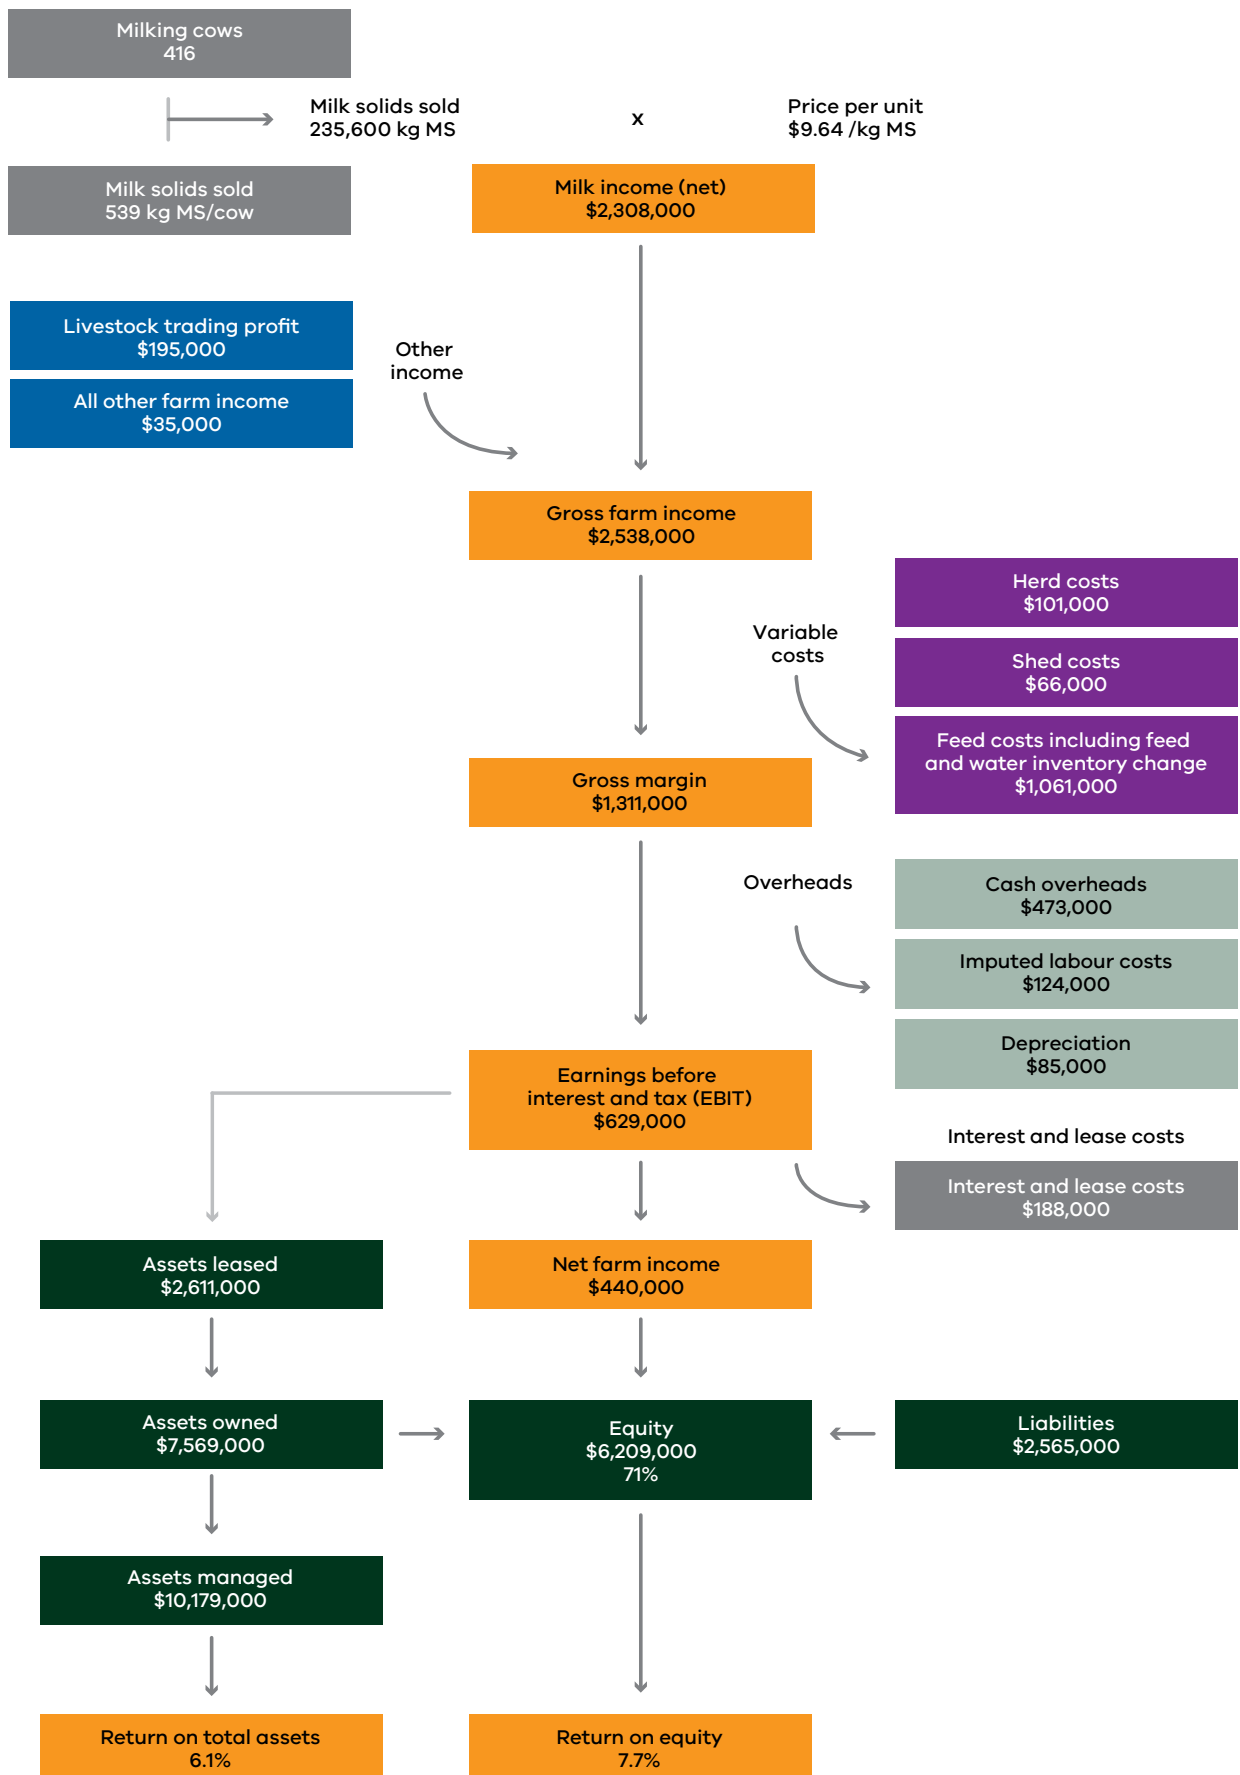 Milking cows
416
Milk solids sold
235,600 kg MS
x
Price per unit
$9.64 /kg MS
Milk solids sold
539 kg MS/cow
Milk income (net)
$2,308,000
Livestock trading profit
$195,000
All other farm income
$35,000
Other
income
Gross farm income
$2,538,000
Variable
costs
Herd costs
$101,000
Shed costs
$66,000
Feed costs including feed
and water inventory change
$1,061,000
Gross margin
$1,311,000
Overheads
Cash overheads
$473,000
Imputed labour costs
$124,000
Depreciation
$85,000
Earnings before
interest and tax (EBIT)
$629,000
Interest and lease costs
Interest and lease costs
$188,000
Assets leased
$2,611,000
Net farm income
$440,000
Assets owned
$7,569,000
Equity
$6,209,000
71%
Liabilities
$2,565,000
Assets managed
$10,179,000
Return on total assets
6.1%
Return on equity
7.7%